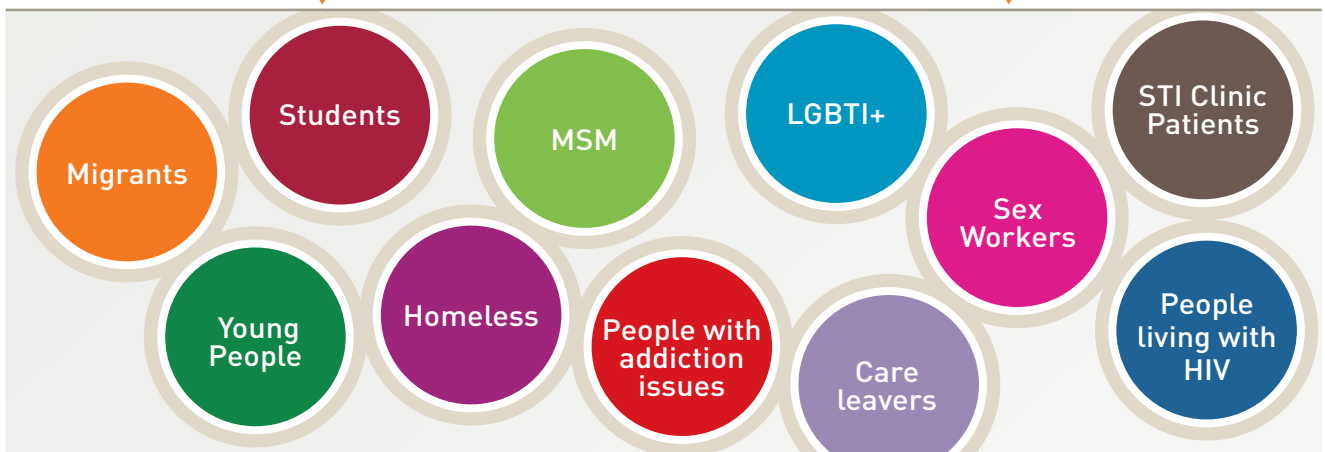 Migrants
Students
MSM
LGBTI+
STI Clinic
Patients
Sex
Workers
Young
People
Homeless
People with
addiction
issues
Care
leavers
People
living with
HIV